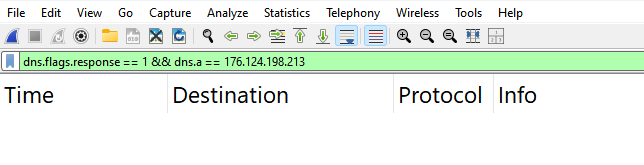 File Edit View Go Capture Analyze Statistics Telephony Wireless Tools Help
dns.flags.response == 1 && dns.a == 176.124.198.213
Time Destination Protocol Info